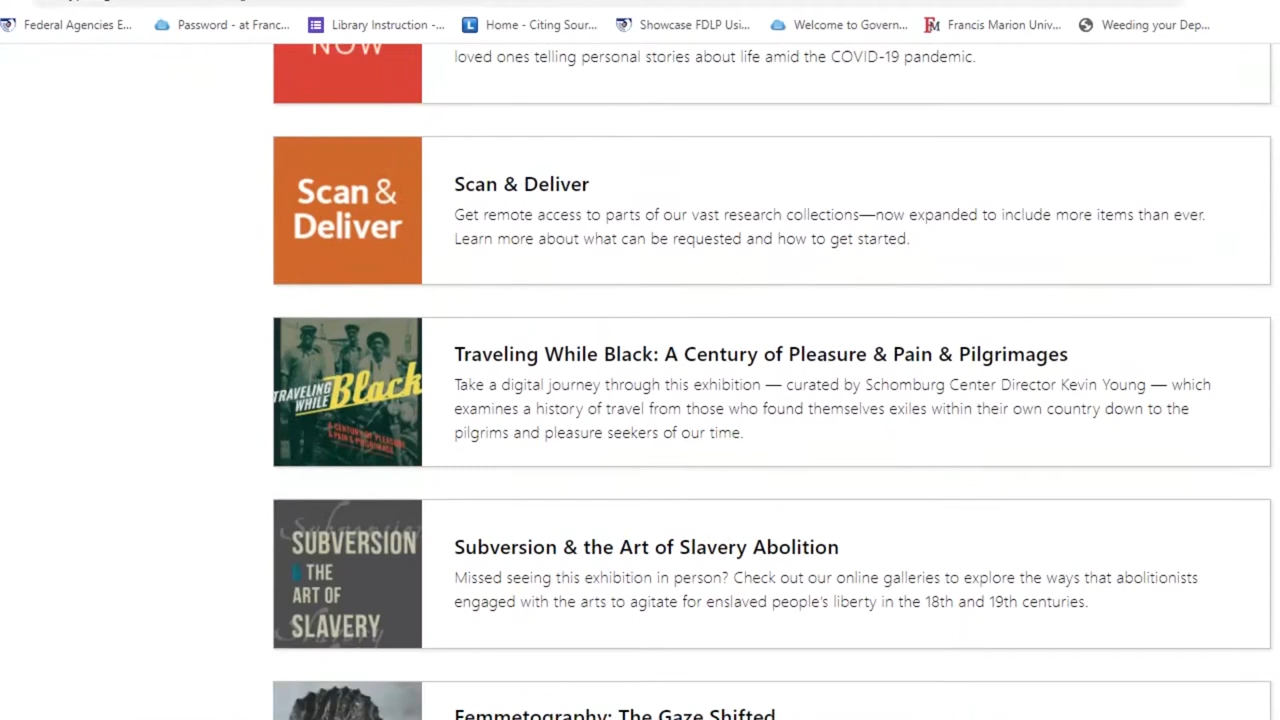 Federal Agencies E...
Password - at Franc...
Library Instruction -...
Home - Citing Sour...
Showcase FDLP Usi...
Welcome to Govern...
Francis Marion Univ...
Weeding your Dep...
NOW
loved ones telling personal stories about life amid the COVID-19 pandemic.
Scan &
Deliver
Scan & Deliver
Get remote access to parts of our vast research collections—now expanded to include more items than ever.
Learn more about what can be requested and how to get started.
TRAVELING
WHILE
Black
A CENTURY OF PLEASURE
& PAIN & PILGRIMAGE
Traveling While Black: A Century of Pleasure & Pain & Pilgrimages
Take a digital journey through this exhibition — curated by Schomburg Center Director Kevin Young — which
examines a history of travel from those who found themselves exiles within their own country down to the
pilgrims and pleasure seekers of our time.
SUBVERSION
& THE
ART OF
SLAVERY
Subversion & the Art of Slavery Abolition
Missed seeing this exhibition in person? Check out our online galleries to explore the ways that abolitionists
engaged with the arts to agitate for enslaved people's liberty in the 18th and 19th centuries.
Femmetography: The Gaze Shifted